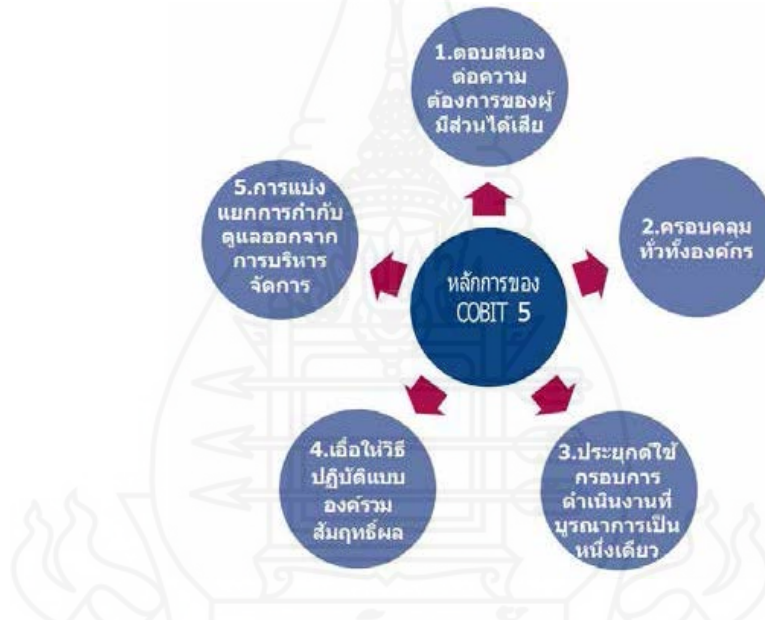 1.ตอบสนอง
ต่อความ
ต้องการของผู้
มีส่วนได้เสีย
2.ครอบคลุม
ทั่วทั้งองค์กร
3.ประยุกต์ใช้
กรอบการ
ดำเนินงานที่
บูรณาการเป็น
หนึ่งเดียว
4.เอื้อให้วิธี
ปฏิบัติแบบ
องค์รวม
สัมฤทธิ์ผล
5.การแบ่ง
แยกการกำกับ
ดูแลออกจาก
การบริหาร
จัดการ
หลักการของ
COBIT 5